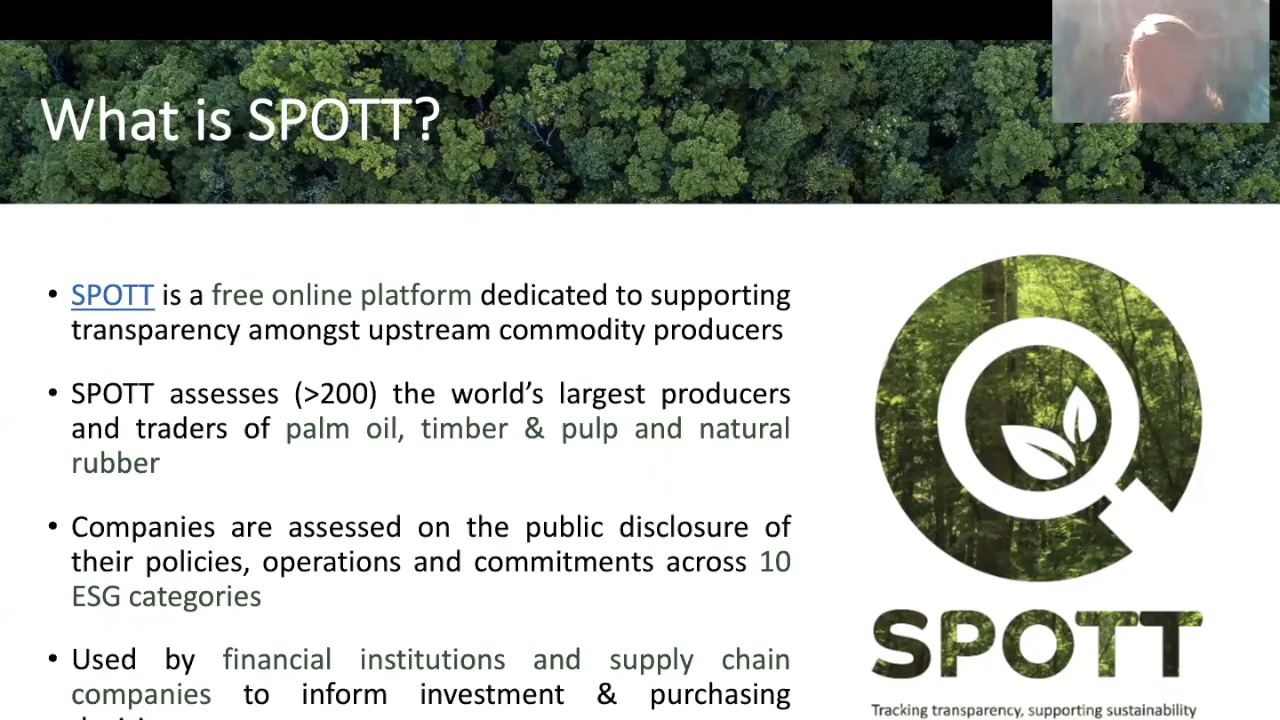 What is SPOTT?
• SPOTT is a free online platform dedicated to supporting
transparency amongst upstream commodity producers
• SPOTT assesses (>200) the world’s largest producers
and traders of palm oil, timber & pulp and natural
rubber
• Companies are assessed on the public disclosure of
their policies, operations and commitments across 10
ESG categories
• Used by financial institutions and supply chain
companies to inform investment & purchasing
SPOTT
Tracking transparency, supporting sustainability